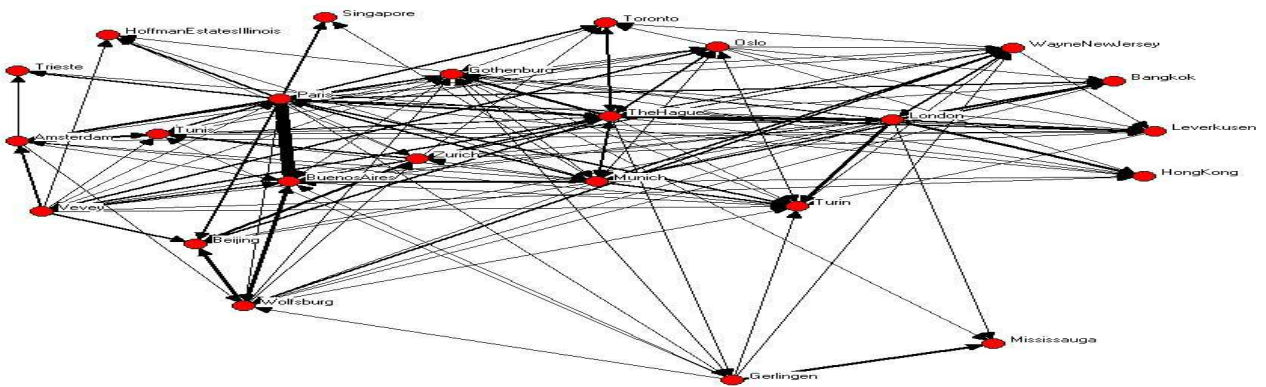 Singapore
Toronto
HoffmanEstatesIllinois
Oslo
WayneNewJersey
Trieste
Gothenburg
Bangkok
Paris
TheHague
London
Leverkusen
Amsterdam
Tunis
Zurich
HongKong
BuenosAires
Munich
Vevey
Turin
Beijing
Wolfsburg
Mississauga
Gerlingen